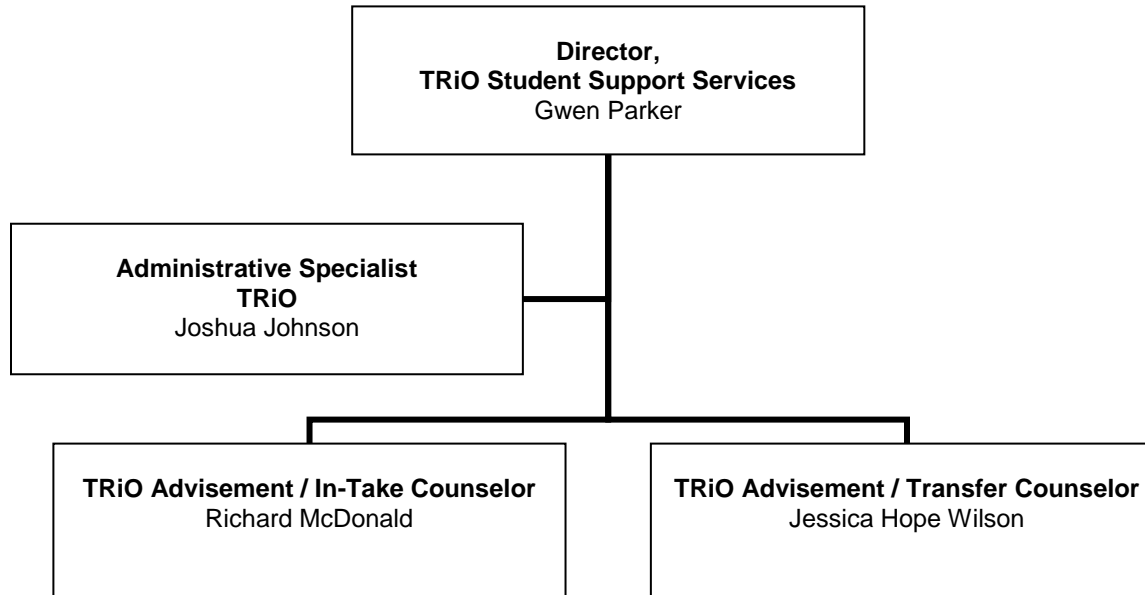 Director,
TRiO Student Support Services
Gwen Parker
Administrative Specialist
TRiO
Joshua Johnson
TRiO Advisement / In-Take Counselor
Richard McDonald
TRiO Advisement / Transfer Counselor
Jessica Hope Wilson